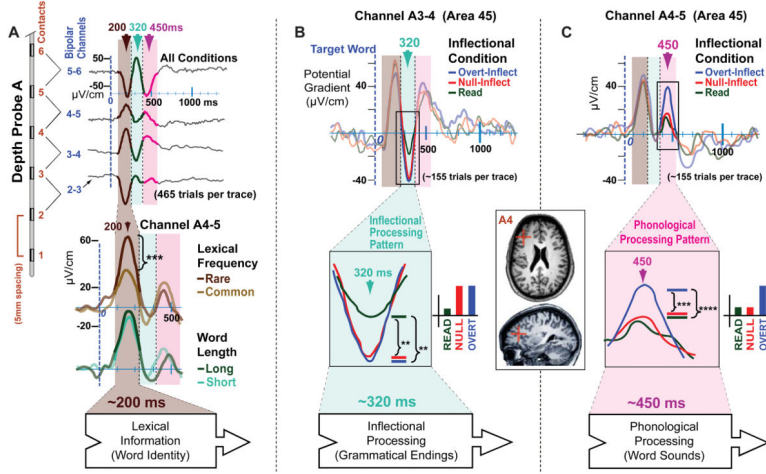 A
Contacts
Bipolar
Channels
Depth Probe A
(5mm spacing)
6
5
4
3
2
1
5-6
4-5
3-4
2-3
200
320
450ms
All Conditions
50
0
50
µV/cm
500
1000 ms
(465 trials per trace)
200
Channel A4-5
60
µV/cm
20
0
-20
500
***
Lexical
Frequency
Rare
Common
Word
Length
Long
Short
~200 ms
Lexical
Information
(Word Identity)
B
Channel A3-4 (Area 45)
320
Target Word
Potential
Gradient
(µV/cm)
80
40
0
-40
500
1000
Inflectional
Condition
Overt-Inflect
Null-Inflect
Read
(~155 trials per trace)
Inflectional
Processing
Pattern
320 ms
**
**
READ
NULL
OVERT
~320 ms
Inflectional
Processing
(Grammatical Endings)
A4
C
Channel A4-5 (Area 45)
450
µV/cm
40
0
-40
1000
Inflectional
Condition
Overt-Inflect
Null-Inflect
Read
(~155 trials per trace)
Phonological
Processing Pattern
450
***
****
READ
NULL
OVERT
~450 ms
Phonological
Processing
(Word Sounds)